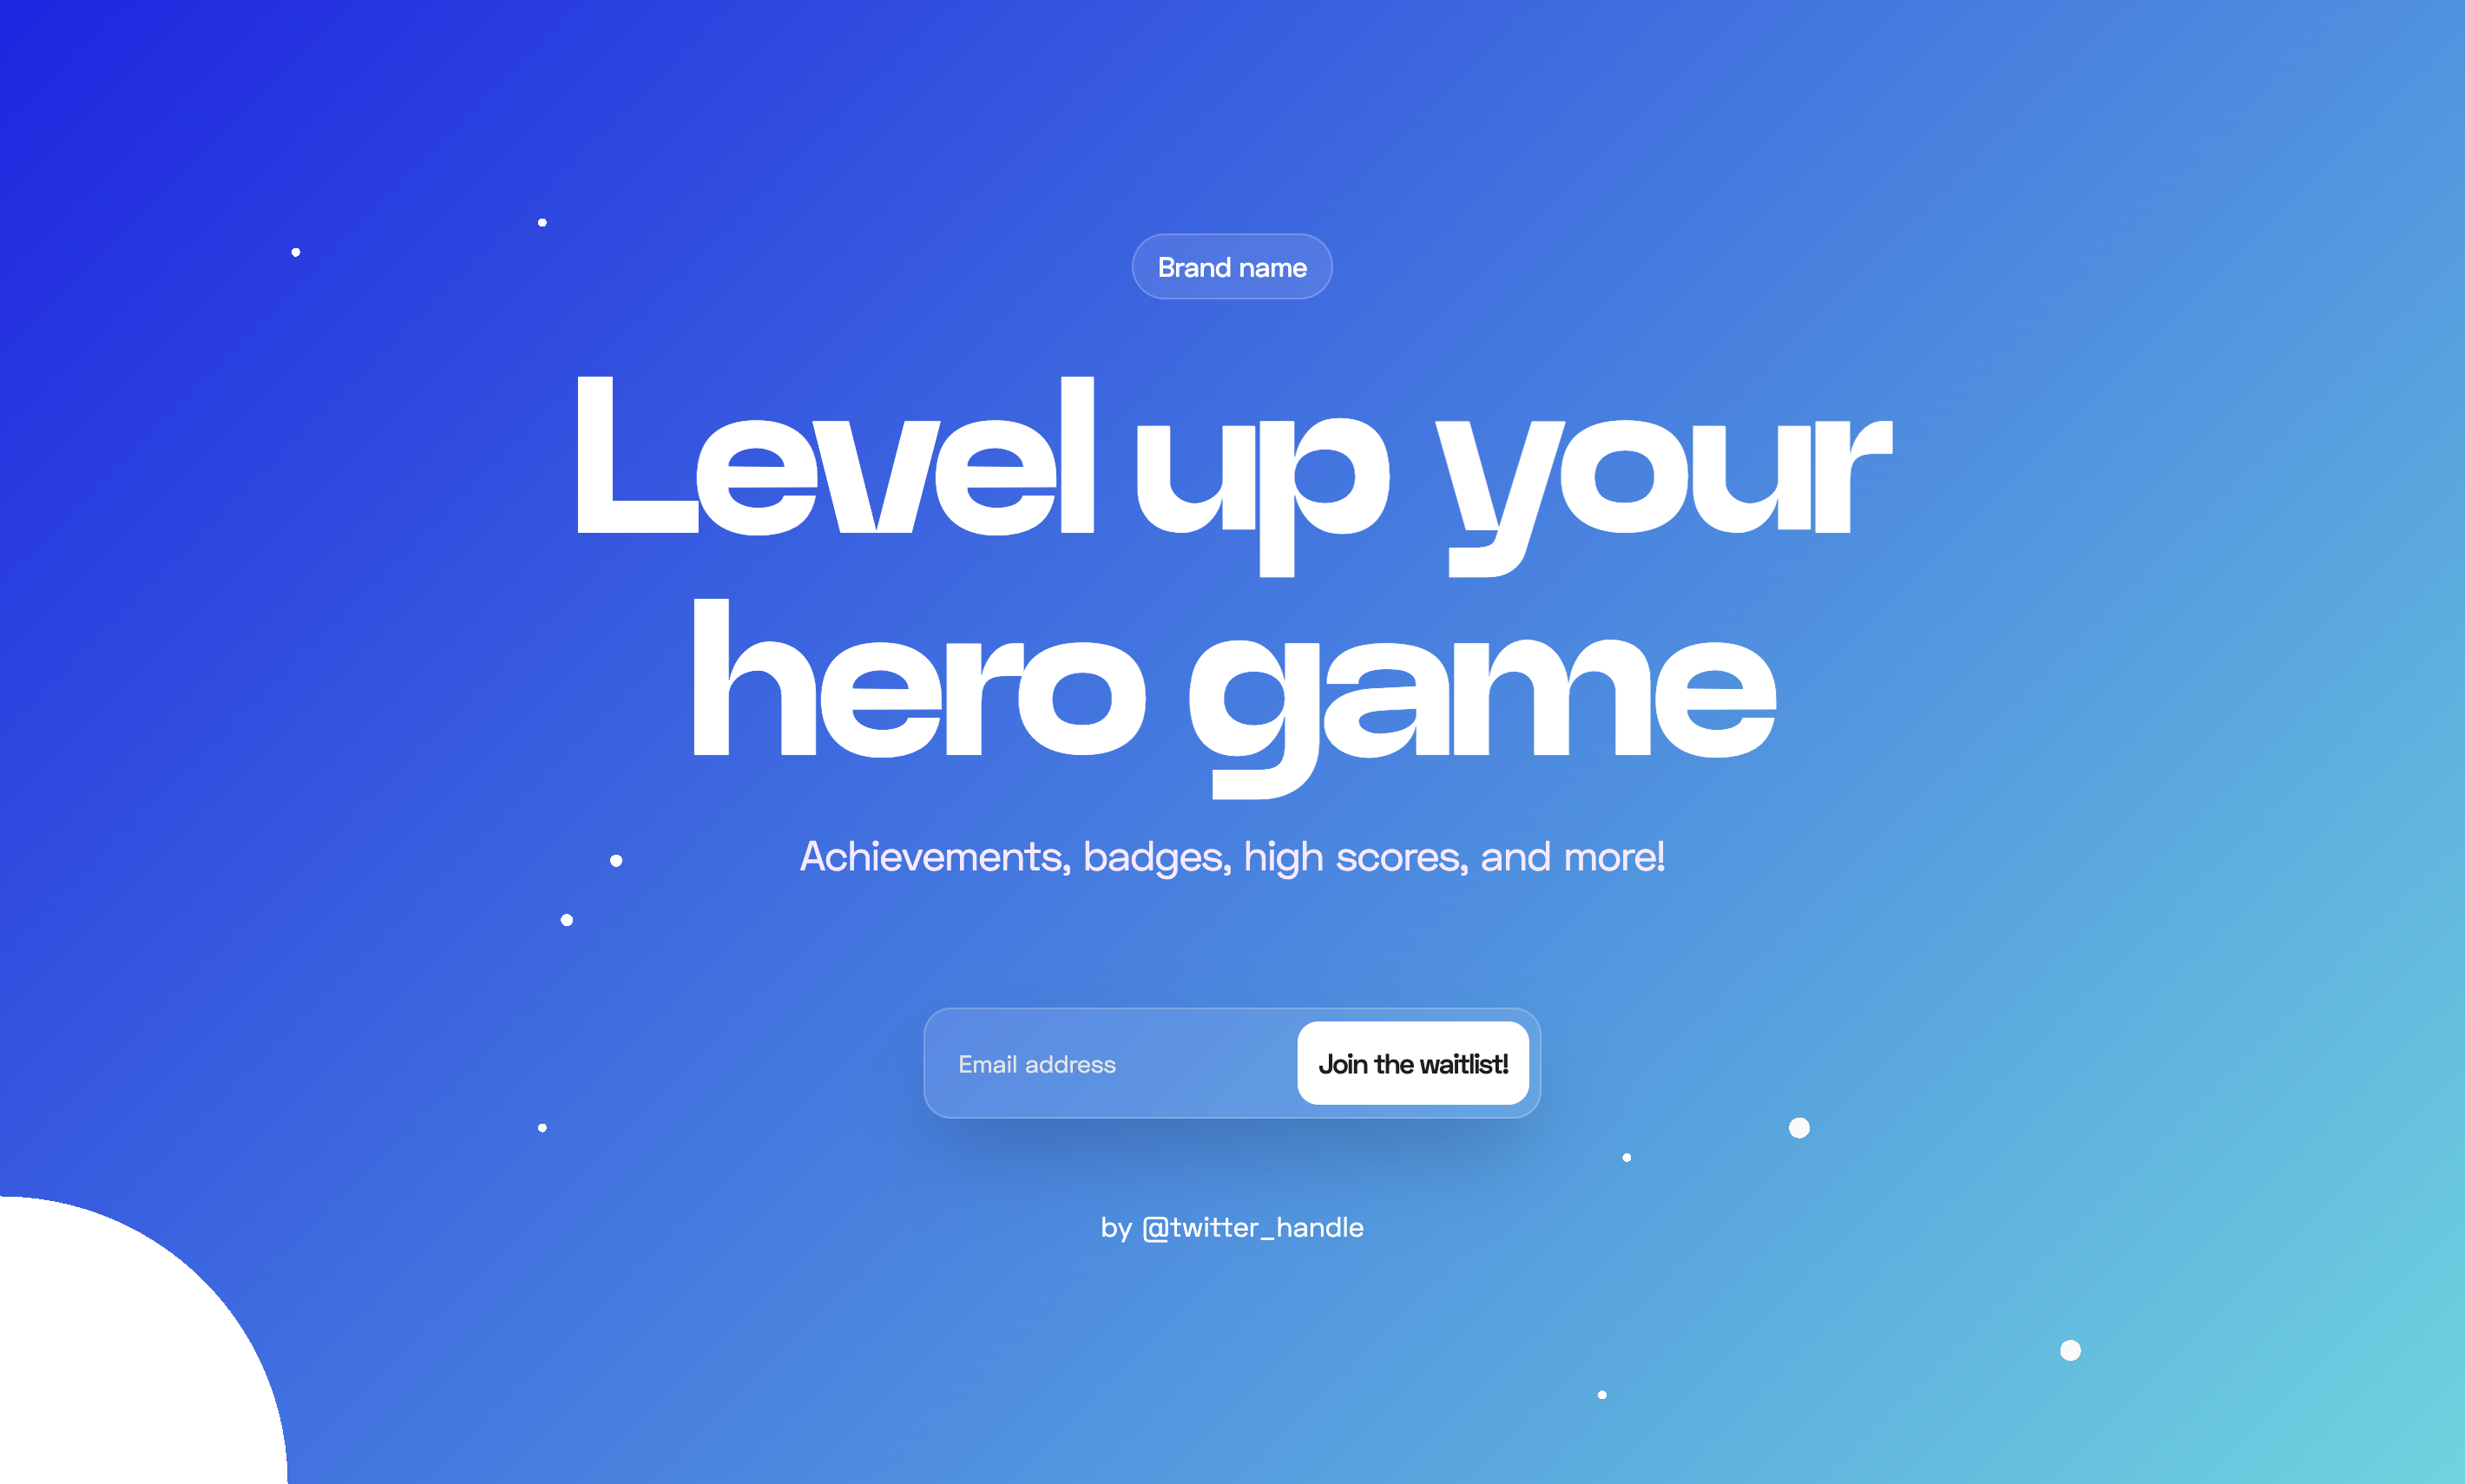 Brand name
Level up your
hero game
Achievements, badges, high scores, and more!
Email address
Join the waitlist!
by @twitter_handle